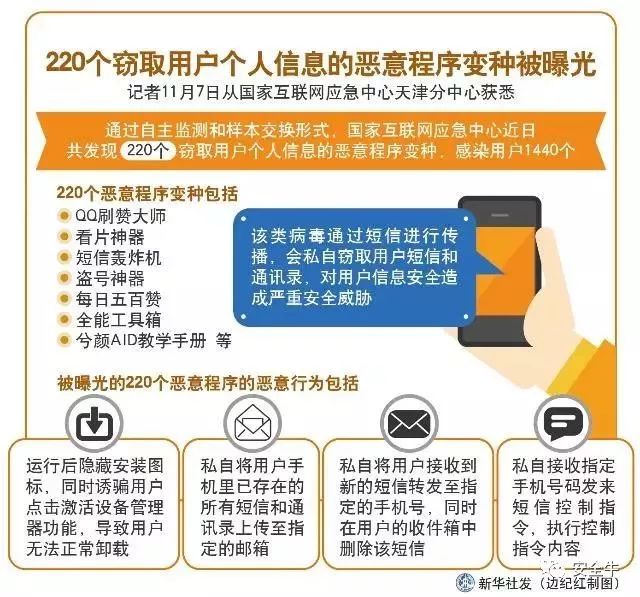 220个窃取用户个人信息的恶意程序变种被曝光
记者11月7日从国家互联网应急中心天津分中心获悉
通过自主监测和样本交换形式，国家互联网应急中心近日
共发现 220个 窃取用户个人信息的恶意程序变种，感染用户1440个
220个恶意程序变种包括
QQ刷赞大师
看片神器
短信轰炸机
盗号神器
每日五百赞
全能工具箱
兮颜AID教学手册 等
该类病毒通过短信进行传
播，会私自窃取用户短信和
通讯录，对用户信息安全造
成严重安全威胁
被曝光的220个恶意程序的恶意行为包括
运行后隐藏安装图
标，同时诱骗用户
点击激活设备管理
器功能，导致用户
无法正常卸载
私自将用户手机
里已存在的
所有短信和通
讯录上传至指
定的邮箱
私自将用户接收到
新的短信转发至指
定的手机号，同时
在用户的收件箱中
删除该短信
私自接收指定
手机号码发来
短信控制指
令，执行控制
指令内容
新华社发（边纪红制图）
安全牛